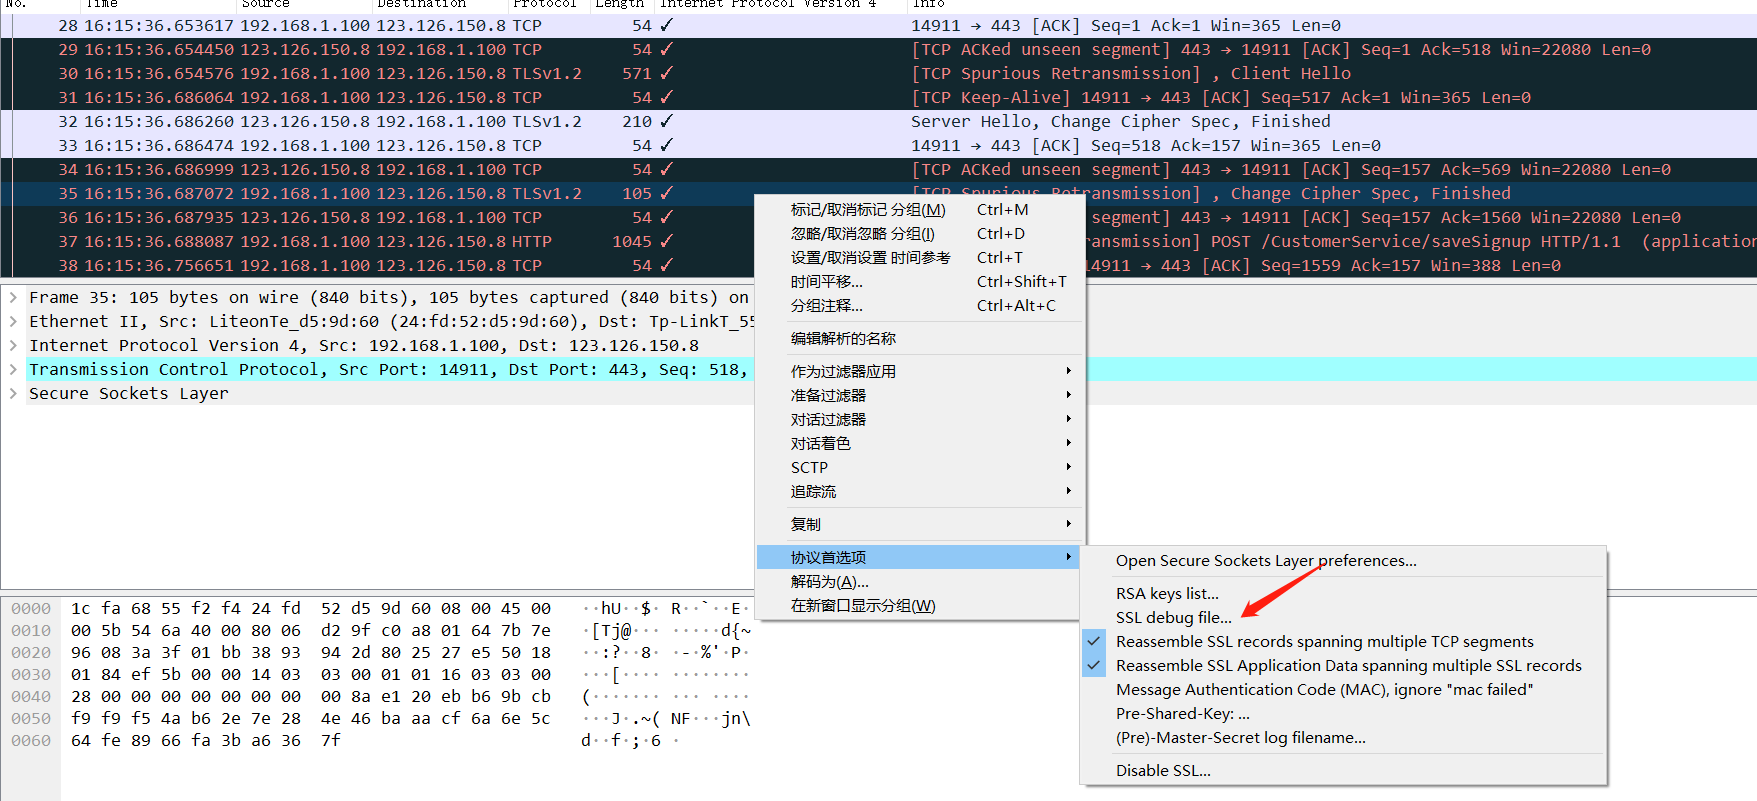 No. Time Source Destination Protocol Length Internet Protocol Version 4 Info
28 16:15:36.653617 192.168.1.100 123.126.150.8 TCP 54 ✓ 14911 → 443 [ACK] Seq=1 Ack=1 Win=365 Len=0
29 16:15:36.654450 123.126.150.8 192.168.1.100 TCP 54 ✓ [TCP ACKed unseen segment] 443 → 14911 [ACK] Seq=1 Ack=518 Win=22080 Len=0
30 16:15:36.654576 192.168.1.100 123.126.150.8 TLSv1.2 571 ✓ [TCP Spurious Retransmission] , Client Hello
31 16:15:36.686064 192.168.1.100 123.126.150.8 TCP 54 ✓ [TCP Keep-Alive] 14911 → 443 [ACK] Seq=517 Ack=1 Win=365 Len=0
32 16:15:36.686260 123.126.150.8 192.168.1.100 TLSv1.2 210 ✓ Server Hello, Change Cipher Spec, Finished
33 16:15:36.686474 192.168.1.100 123.126.150.8 TCP 54 ✓ 14911 → 443 [ACK] Seq=518 Ack=157 Win=365 Len=0
34 16:15:36.686999 123.126.150.8 192.168.1.100 TCP 54 ✓ [TCP ACKed unseen segment] 443 → 14911 [ACK] Seq=157 Ack=569 Win=22080 Len=0
35 16:15:36.687072 192.168.1.100 123.126.150.8 TLSv1.2 105 ✓ [TCP Spurious Retransmission] , Change Cipher Spec, Finished
36 16:15:36.687935 123.126.150.8 192.168.1.100 TCP 54 ✓ segment] 443 → 14911 [ACK] Seq=157 Ack=1560 Win=22080 Len=0
37 16:15:36.688087 192.168.1.100 123.126.150.8 HTTP 1045 ✓ transmission] POST /CustomerService/saveSignup HTTP/1.1 (application
38 16:15:36.756651 192.168.1.100 123.126.150.8 TCP 54 ✓ 14911 → 443 [ACK] Seq=1559 Ack=157 Win=388 Len=0
Frame 35: 105 bytes on wire (840 bits), 105 bytes captured (840 bits) on
Ethernet II, Src: LiteonTe_d5:9d:60 (24:fd:52:d5:9d:60), Dst: Tp-LinkT_55
Internet Protocol Version 4, Src: 192.168.1.100, Dst: 123.126.150.8
Transmission Control Protocol, Src Port: 14911, Dst Port: 443, Seq: 518,
Secure Sockets Layer
标记/取消标记 分组(M) Ctrl+M
忽略/取消忽略 分组(I) Ctrl+D
设置/取消设置 时间参考 Ctrl+T
时间平移... Ctrl+Shift+T
分组注释... Ctrl+Alt+C
编辑解析的名称
作为过滤器应用
准备过滤器
对话过滤器
对话着色
SCTP
追踪流
复制
协议首选项
解码为(A)...
在新窗口显示分组(W)
Open Secure Sockets Layer preferences...
RSA keys list...
SSL debug file...
Reassemble SSL records spanning multiple TCP segments
Reassemble SSL Application Data spanning multiple SSL records
Message Authentication Code (MAC), ignore "mac failed"
Pre-Shared-Key: ...
(Pre)-Master-Secret log filename...
Disable SSL...
0000 1c fa 68 55 f2 f4 24 fd 52 d5 9d 60 08 00 45 00 ··hU··$· R··`··E·
0010 00 5b 54 6a 40 00 80 06 d2 9f c0 a8 01 64 7b 7e ·[Tj@··· ·····d{~
0020 96 08 3a 3f 01 bb 38 93 94 2d 80 25 27 e5 50 18 ··:?··8· ·-·%'·P·
0030 01 84 ef 5b 00 00 14 03 03 00 01 01 16 03 03 00 ···[···· ········
0040 28 00 00 00 00 00 00 00 00 8a e1 20 eb b6 9b cb (······· ··· ····
0050 f9 f9 f5 4a b6 2e 7e 28 4e 46 ba aa cf 6a 6e 5c ···J·.~( NF···jn\
0060 64 fe 89 66 fa 3b a6 36 7f d··f·;·6 ·